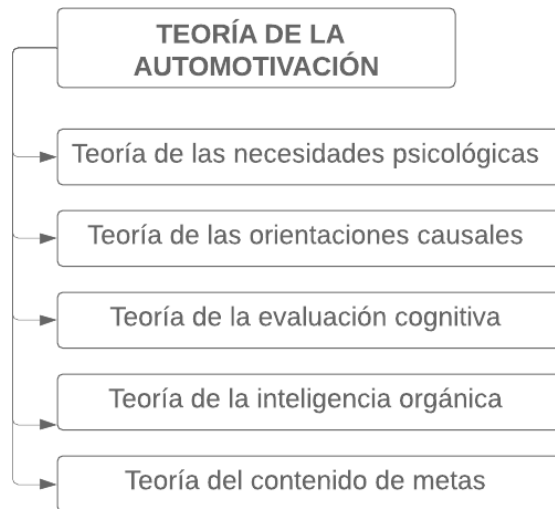 TEORÍA DE LA
AUTOMOTIVACIÓN
Teoría de las necesidades psicológicas
Teoría de las orientaciones causales
Teoría de la evaluación cognitiva
Teoría de la inteligencia orgánica
Teoría del contenido de metas